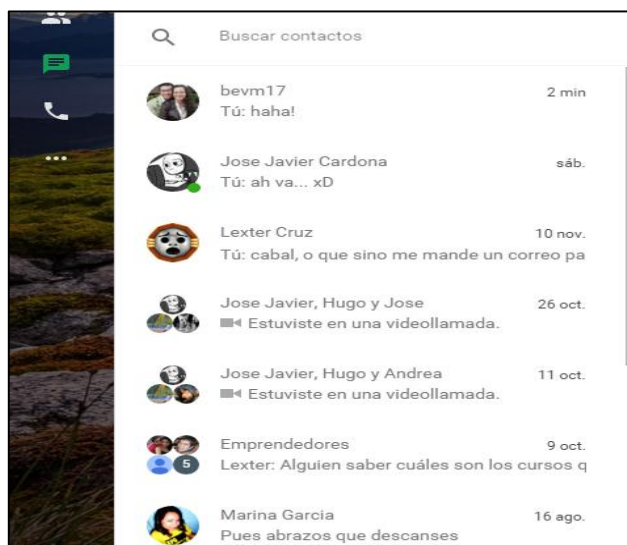 Buscar contactos
bevm17 2 min
Tú: haha!
Jose Javier Cardona sáb.
Tú: ah va... xD
Lexter Cruz 10 nov.
Tú: cabal, o que sino me mande un correo pa
Jose Javier, Hugo y Jose 26 oct.
Estuviste en una videollamada.
Jose Javier, Hugo y Andrea 11 oct.
Estuviste en una videollamada.
Emprendedores 9 oct.
5 Lexter: Alguien saber cuáles son los cursos q
Marina Garcia 16 ago.
Pues abrazos que descanses